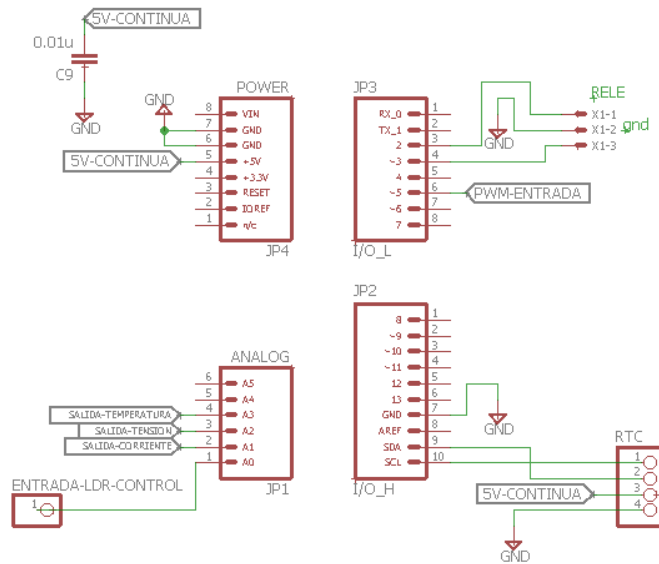 5V-CONTINUA
0.01u
C9
GND
POWER
GND
8 VIN
7 GND
6 GND
5 +5V
4 +3.3V
3 RESET
2 IOREF
1 n/c
5V-CONTINUA
JP4
JP3
RX_0 1
TX_1 2
2 3
~3 4
4 5
~5 6
~6 7
7 8
I/O_L
RELE
X1-1
X1-2 gnd
X1-3
GND
PWM-ENTRADA
JP2
8 1
~9 2
~10 3
~11 4
12 5
13 6
GND 7
AREF 8
SDA 9
SCL 10
I/O_H
GND
ANALOG
6 A5
5 A4
4 A3
3 A2
2 A1
1 A0
JP1
SALIDA-TEMPERATURA
SALIDA-TENSION
SALIDA-CORRIENTE
ENTRADA-LDR-CONTROL
1
RTC
1
2
3
4
5V-CONTINUA
GND